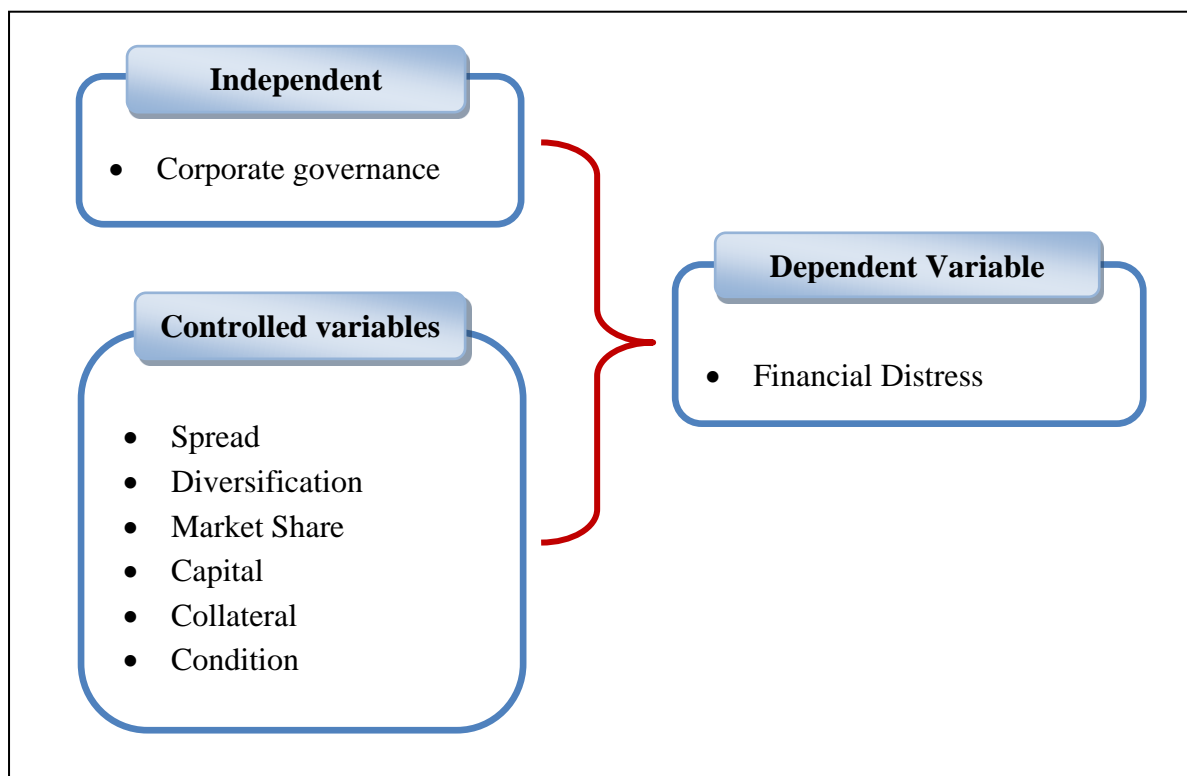 Independent
• Corporate governance
Controlled variables
• Spread
• Diversification
• Market Share
• Capital
• Collateral
• Condition
Dependent Variable
• Financial Distress